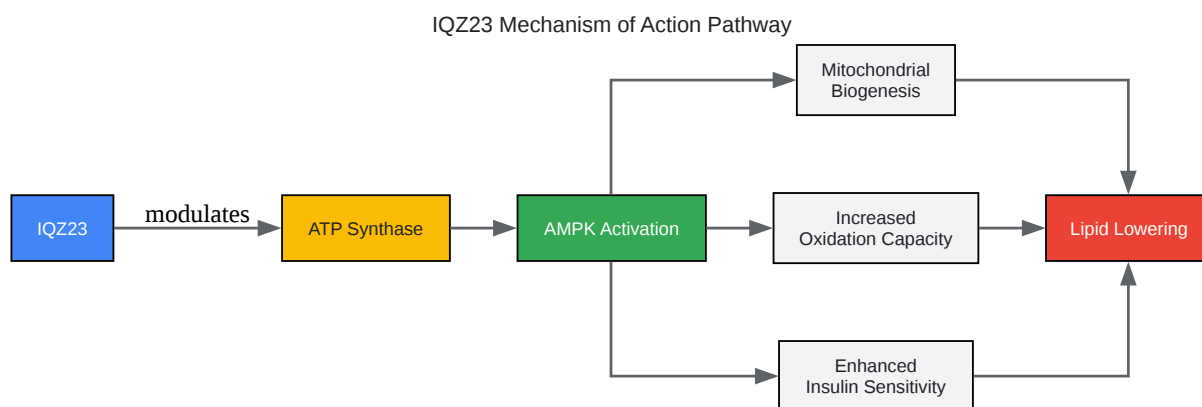 IQZ23 Mechanism of Action Pathway
Mitochondrial
Biogenesis
IQZ23
modulates
ATP Synthase
AMPK Activation
Increased
Oxidation Capacity
Lipid Lowering
Enhanced
Insulin Sensitivity